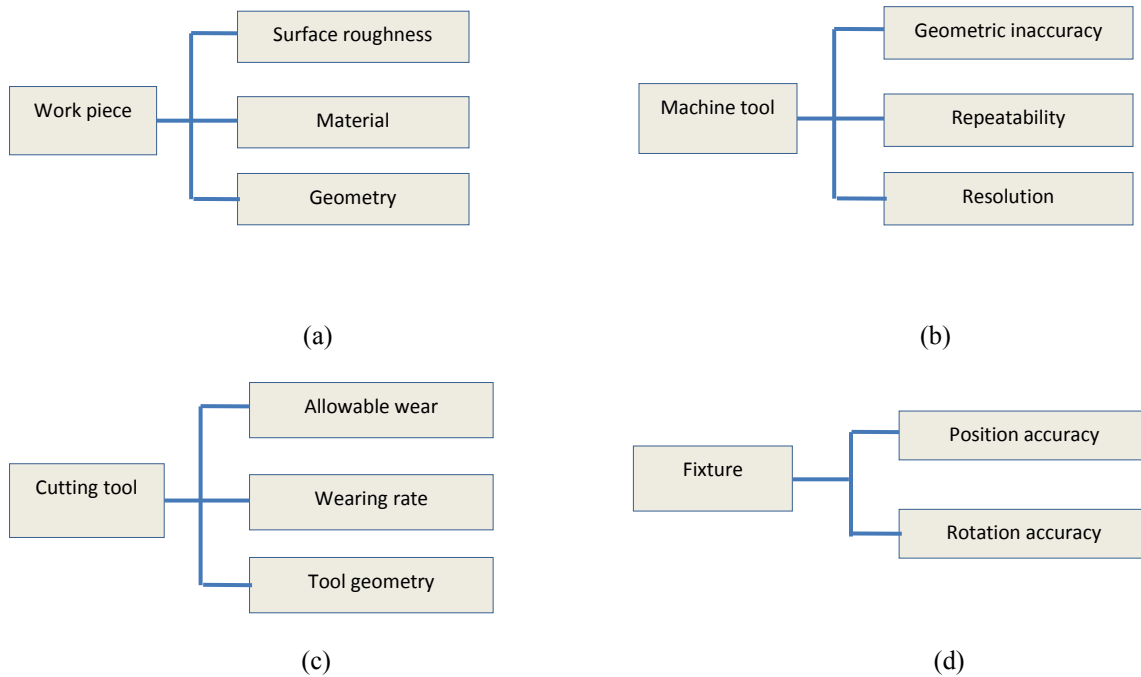 Surface roughness
Work piece
Material
Geometry
(a)
Geometric inaccuracy
Machine tool
Repeatability
Resolution
(b)
Allowable wear
Cutting tool
Wearing rate
Tool geometry
(c)
Position accuracy
Fixture
Rotation accuracy
(d)